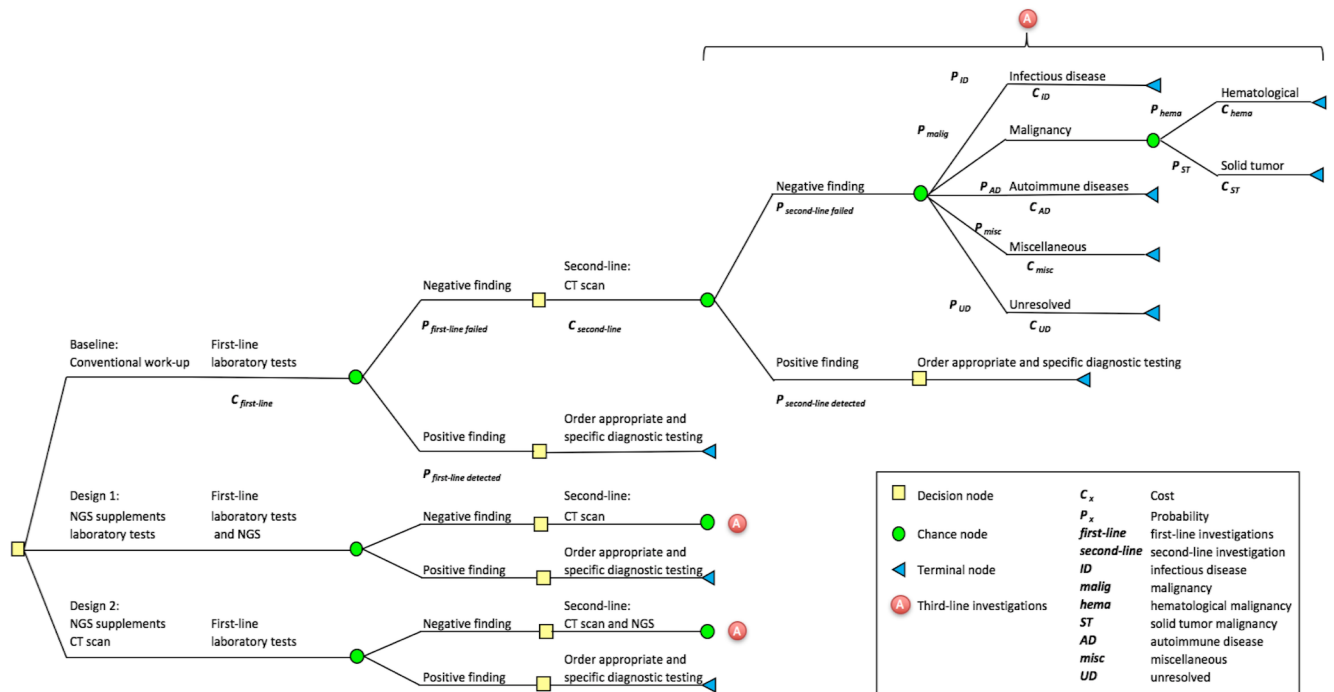 A
P ID
Infectious disease
C ID
Hematological
P hema
C hema
P malig
Malignancy
P ST
Solid tumor
C ST
Negative finding
P second-line failed
P AD
Autoimmune diseases
C AD
P misc
Miscellaneous
C misc
Second-line:
CT scan
Negative finding
P first-line failed
C second-line
P UD
Unresolved
C UD
Baseline:
Conventional work-up
First-line
laboratory tests
C first-line
Positive finding
P second-line detected
Order appropriate and specific diagnostic testing
Positive finding
P first-line detected
Order appropriate and
specific diagnostic testing
Design 1:
NGS supplements
laboratory tests
First-line
laboratory tests
and NGS
Negative finding
Second-line:
CT scan
A
Positive finding
Order appropriate and
specific diagnostic testing
Design 2:
NGS supplements
CT scan
First-line
laboratory tests
Negative finding
Second-line:
CT scan and NGS
A
Positive finding
Order appropriate and
specific diagnostic testing
Decision node
Chance node
Terminal node
A Third-line investigations
C x Cost
P x Probability
first-line first-line investigations
second-line second-line investigation
ID infectious disease
malig malignancy
hema hematological malignancy
ST solid tumor malignancy
AD autoimmune disease
misc miscellaneous
UD unresolved